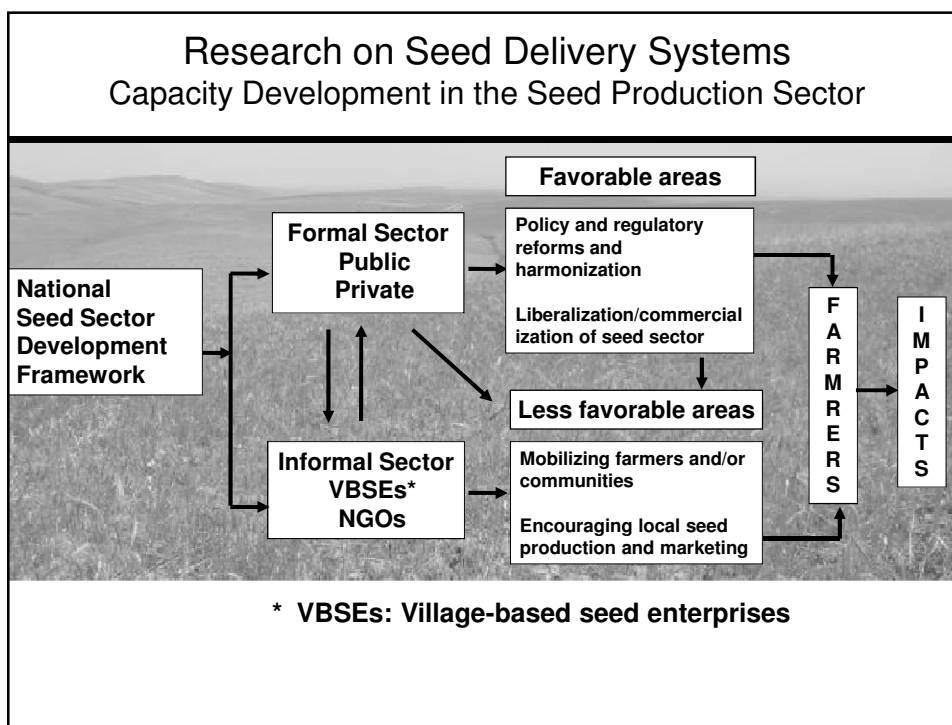 Research on Seed Delivery Systems
Capacity Development in the Seed Production Sector
Favorable areas
Formal Sector
Public
Private
Policy and regulatory
reforms and
harmonization
Liberalization/commercial
ization of seed sector
National
Seed Sector
Development
Framework
Less favorable areas
Informal Sector
VBSEs*
NGOs
Mobilizing farmers and/or
communities
Encouraging local seed
production and marketing
F
A
R
M
R
E
R
S
I
M
P
A
C
T
S
* VBSEs: Village-based seed enterprises